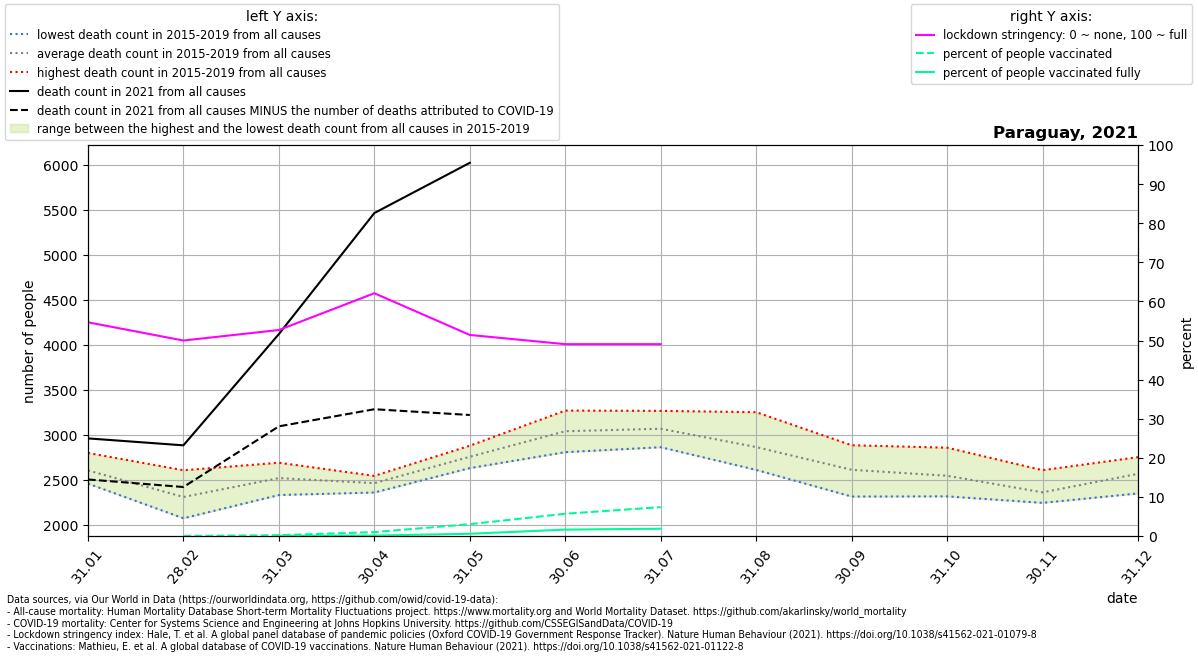 left Y axis:
lowest death count in 2015-2019 from all causes
average death count in 2015-2019 from all causes
highest death count in 2015-2019 from all causes
death count in 2021 from all causes
death count in 2021 from all causes MINUS the number of deaths attributed to COVID-19
range between the highest and the lowest death count from all causes in 2015-2019
right Y axis:
lockdown stringency: 0 ~ none, 100 ~ full
percent of people vaccinated
percent of people vaccinated fully
Paraguay, 2021
number of people
6000
5500
5000
4500
4000
3500
3000
2500
2000
100
90
80
70
60
50
40
30
20
10
0
percent
31.01
28.02
31.03
30.04
31.05
30.06
31.07
31.08
30.09
31.10
30.11
31.12
date
Data sources, via Our World in Data (https://ourworldindata.org, https://github.com/owid/covid-19-data):
- All-cause mortality: Human Mortality Database Short-term Mortality Fluctuations project. https://www.mortality.org and World Mortality Dataset. https://github.com/akarlinsky/world_mortality
- COVID-19 mortality: Center for Systems Science and Engineering at Johns Hopkins University. https://github.com/CSSEGISandData/COVID-19
- Lockdown stringency index: Hale, T. et al. A global panel database of pandemic policies (Oxford COVID-19 Government Response Tracker). Nature Human Behaviour (2021). https://doi.org/10.1038/s41562-021-01079-8
- Vaccinations: Mathieu, E. et al. A global database of COVID-19 vaccinations. Nature Human Behaviour (2021). https://doi.org/10.1038/s41562-021-01122-8